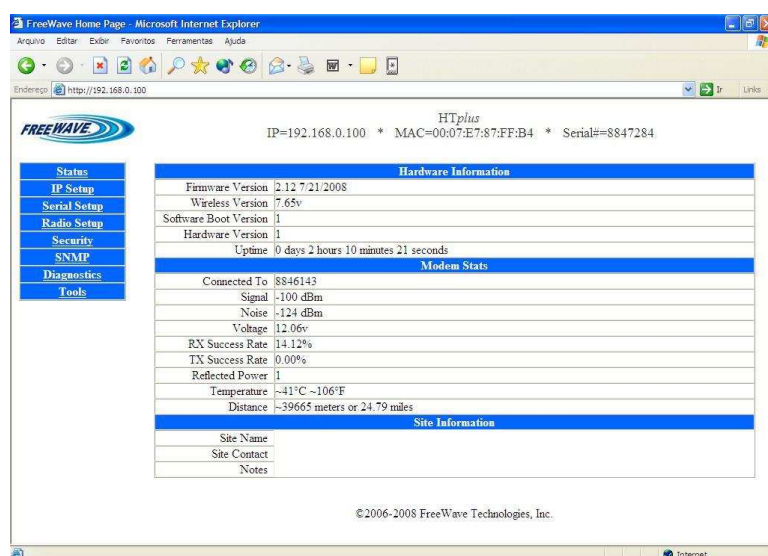 FreeWave Home Page - Microsoft Internet Explorer
Arquivo Editar Exibir Favoritos Ferramentas Ajuda
Endereço http://192.168.0.100 Ir Links
FREEWAVE
HTplus
IP=192.168.0.100 * MAC=00:07:E7:87:FF:B4 * Serial#=8847284
Status
IP Setup
Serial Setup
Radio Setup
Security
SNMP
Diagnostics
Tools
Hardware Information
Firmware Version 2.12 7/21/2008
Wireless Version 7.65v
Software Boot Version 1
Hardware Version 1
Uptime 0 days 2 hours 10 minutes 21 seconds
Modem Stats
Connected To 8846143
Signal -100 dBm
Noise -124 dBm
Voltage 12.06v
RX Success Rate 14.12%
TX Success Rate 0.00%
Reflected Power 1
Temperature ~41°C ~106°F
Distance ~39665 meters or 24.79 miles
Site Information
Site Name
Site Contact
Notes
©2006-2008 FreeWave Technologies, Inc.
Internet